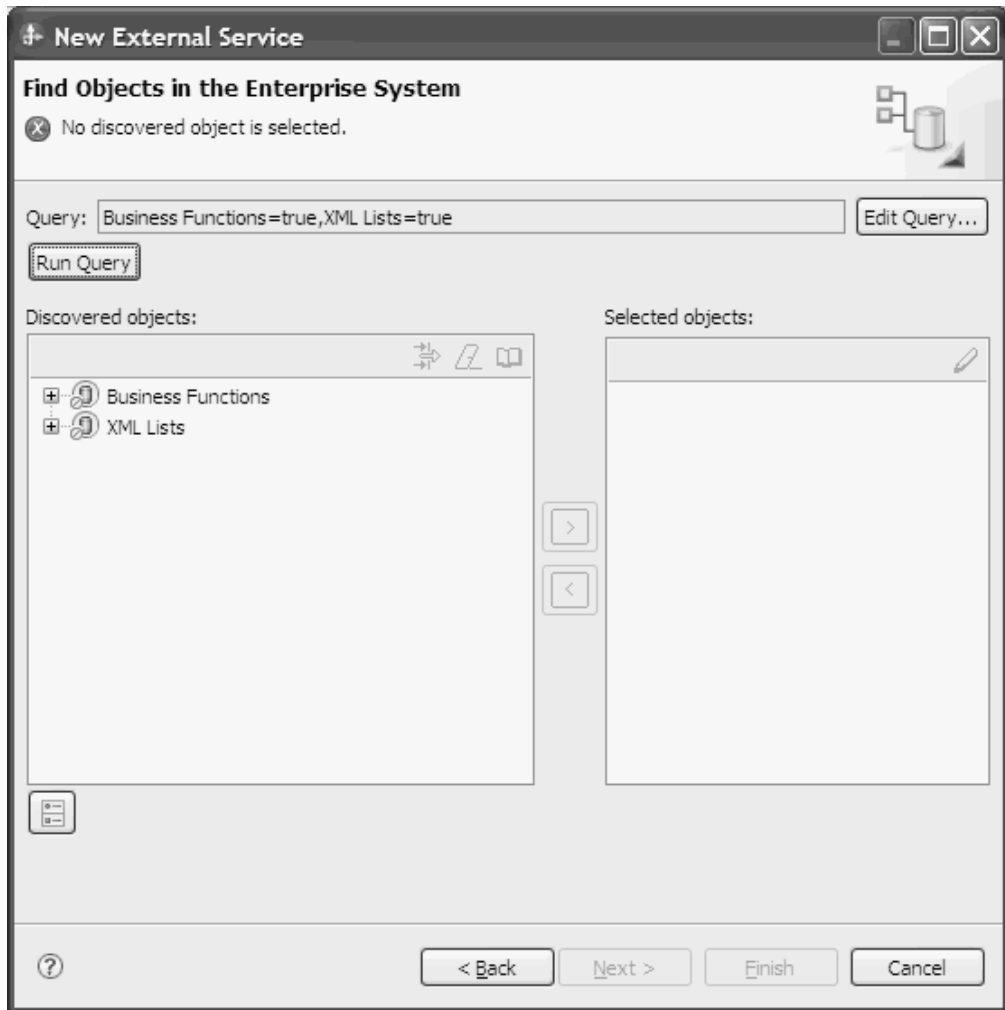 New External Service
Find Objects in the Enterprise System
No discovered object is selected.
Query: Business Functions=true,XML Lists=true Edit Query...
Run Query
Discovered objects: Selected objects:
Business Functions
XML Lists
>
<
? < Back Next > Finish Cancel